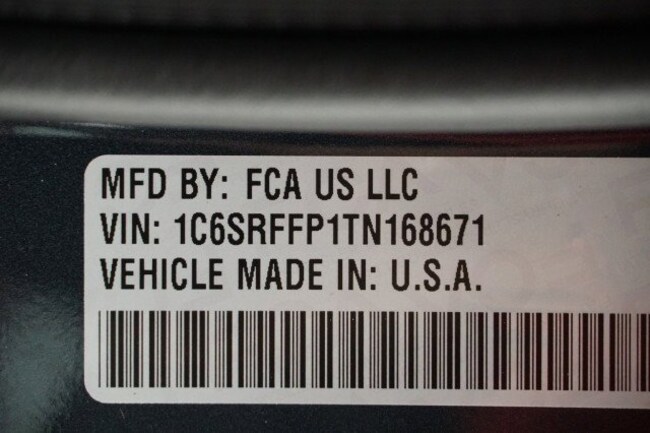 MFD BY: FCA US LLC
VIN: 1C6SRFFP1TN168671
VEHICLE MADE IN: U.S.A.